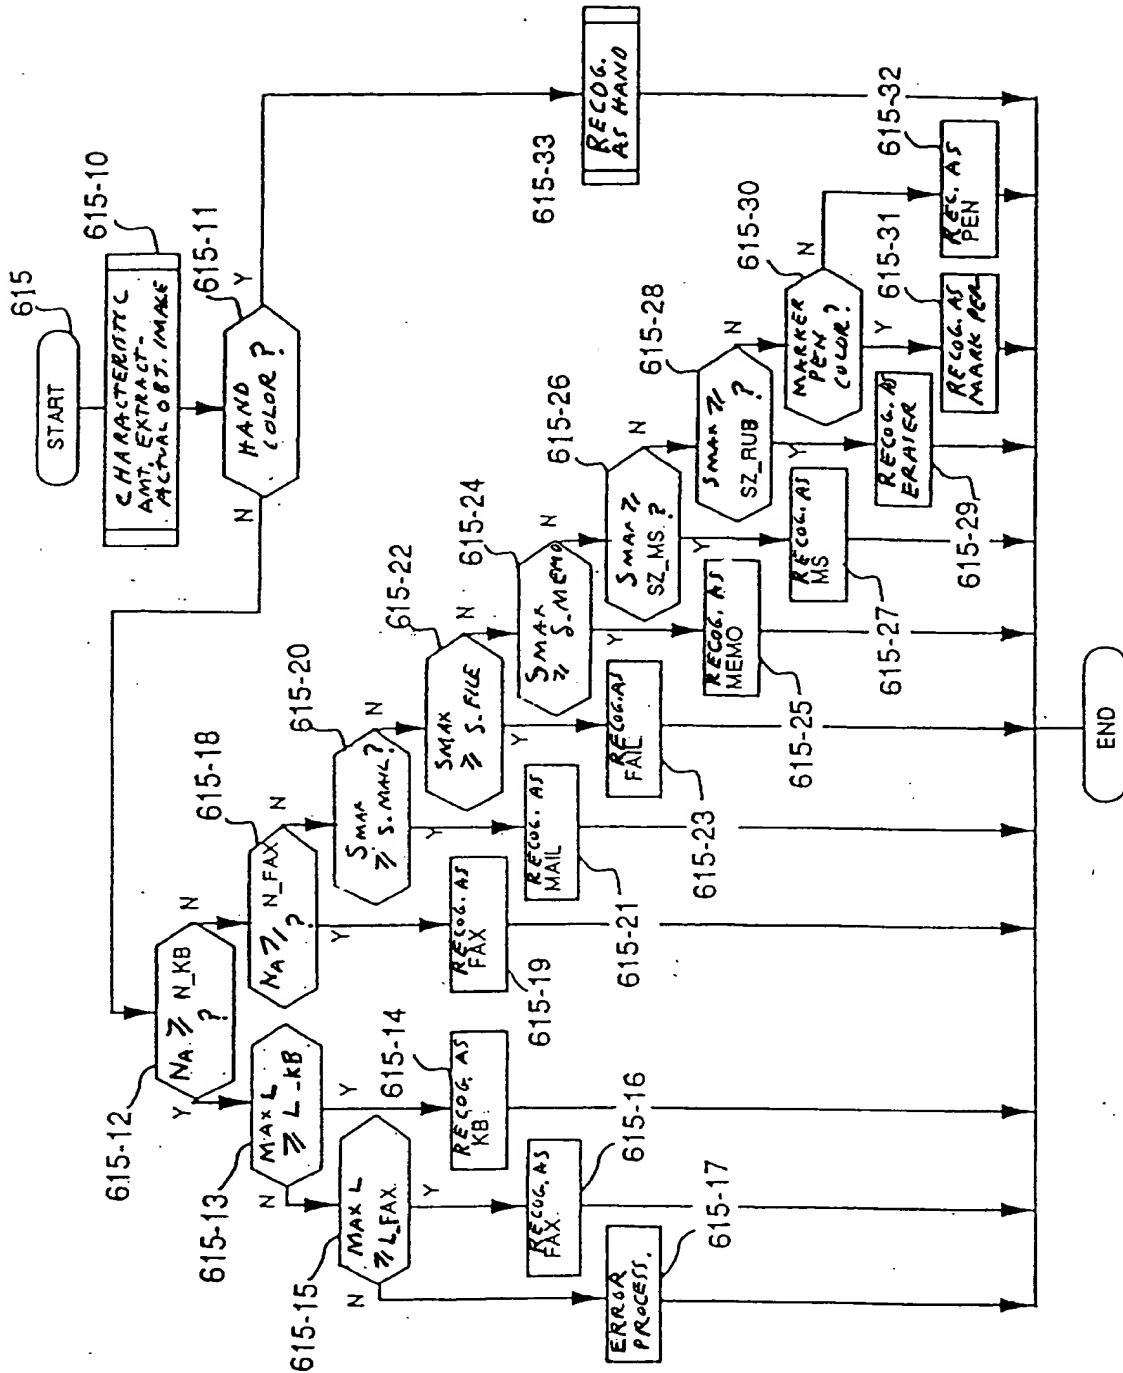 START
615
CHARACTERITIC
AMT. EXTRACT-
ACTUAL OBJ. IMAGE
615-10
HAND
COLOR?
615-11
N
Y
NA ≥ N_KB
?
615-12
Y
N
MAX L
≥ L_KB
615-13
N
Y
RECOG. AS
KB
615-14
MAX L
≥ L_FAX
615-15
N
Y
RECOG. AS
FAX
615-16
ERROR
PROCESS.
615-17
NA ≥ N_FAX
?
615-18
N
Y
RECOG. AS
FAX
615-19
SMAX
≥ S_MAIL?
615-20
N
Y
RECOG. AS
MAIL
615-21
SMAX
≥ S_FILE
615-22
N
Y
RECOG. AS
FAIL
615-23
SMAX
≥ S_MEMO
615-24
N
Y
RECOG. AS
MEMO
615-25
SMAX ≥
SZ_MS ?
615-26
N
Y
RECOG. AS
MS
615-27
SMAX ≥
SZ_RUB ?
615-28
N
Y
RECOG. AS
ERASER
615-29
MARKER
PEN
COLOR?
615-30
N
Y
RECOG. AS
MARK PER
615-31
REC. AS
PEN
615-32
RECOG.
AS HAND
615-33
END